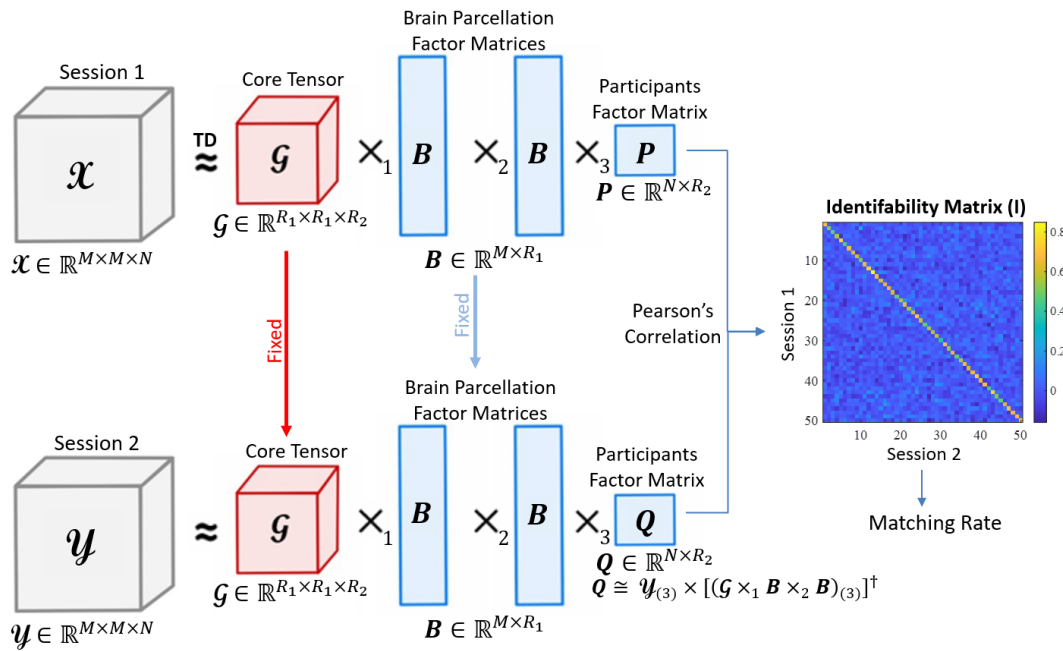 Brain Parcellation
Factor Matrices
Session 1
Core Tensor
Participants
Factor Matrix
𝓧
TD
≈
𝓖
×₁
B
×₂
B
×₃
P
𝓧 ∈ ℝ^{M×M×N}
𝓖 ∈ ℝ^{R₁×R₁×R₂}
B ∈ ℝ^{M×R₁}
P ∈ ℝ^{N×R₂}
Fixed
Fixed
Pearson's
Correlation
Identifability Matrix (I)
Session 1
10
20
30
40
50
10
20
30
40
50
Session 2
0.8
0.6
0.4
0.2
0
Matching Rate
Brain Parcellation
Factor Matrices
Session 2
Core Tensor
Participants
Factor Matrix
𝓨
≈
𝓖
×₁
B
×₂
B
×₃
Q
𝓨 ∈ ℝ^{M×M×N}
𝓖 ∈ ℝ^{R₁×R₁×R₂}
B ∈ ℝ^{M×R₁}
Q ∈ ℝ^{N×R₂}
Q ≅ 𝓨₍₃₎ × [(𝓖 ×₁ B ×₂ B)₍₃₎]†